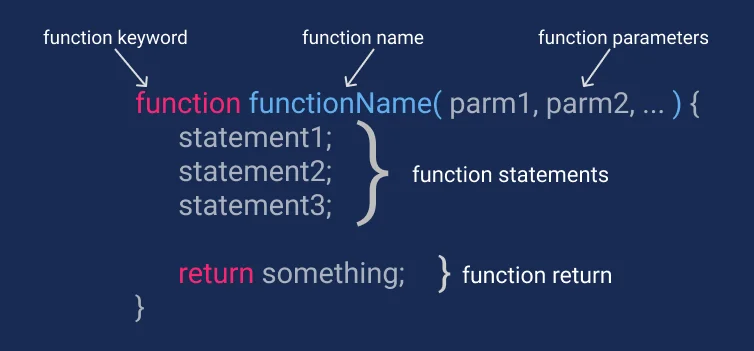 function keyword function name function parameters
function functionName( parm1, parm2, ... ) {
statement1;
statement2;
statement3;
function statements
return something; function return
}